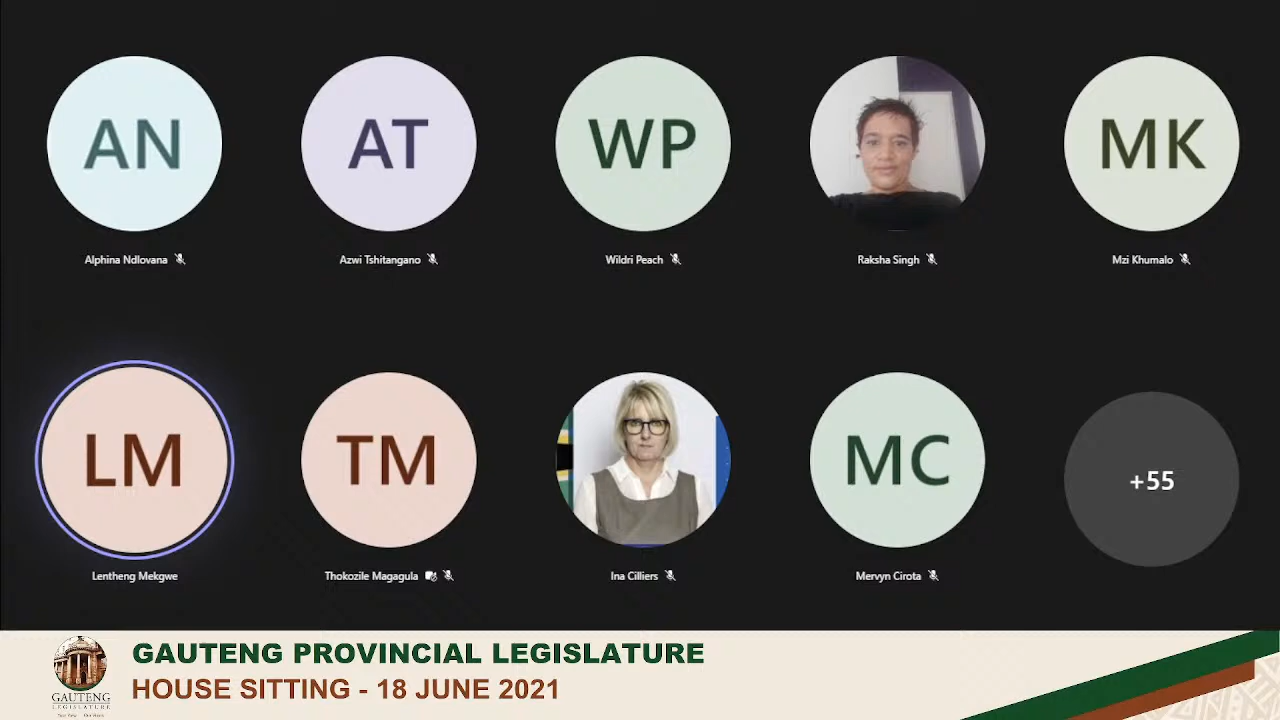 AN
AT
WP
MK
Alphina Ndlovana
Azwi Tshitangano
Wildri Peach
Raksha Singh
Mzi Khumalo
LM
TM
MC
+55
Lentheng Mekgwe
Thokozile Magagula
Ina Cilliers
Mervyn Cirota
GAUTENG PROVINCIAL LEGISLATURE
HOUSE SITTING - 18 JUNE 2021
GAUTENG
LEGISLATURE